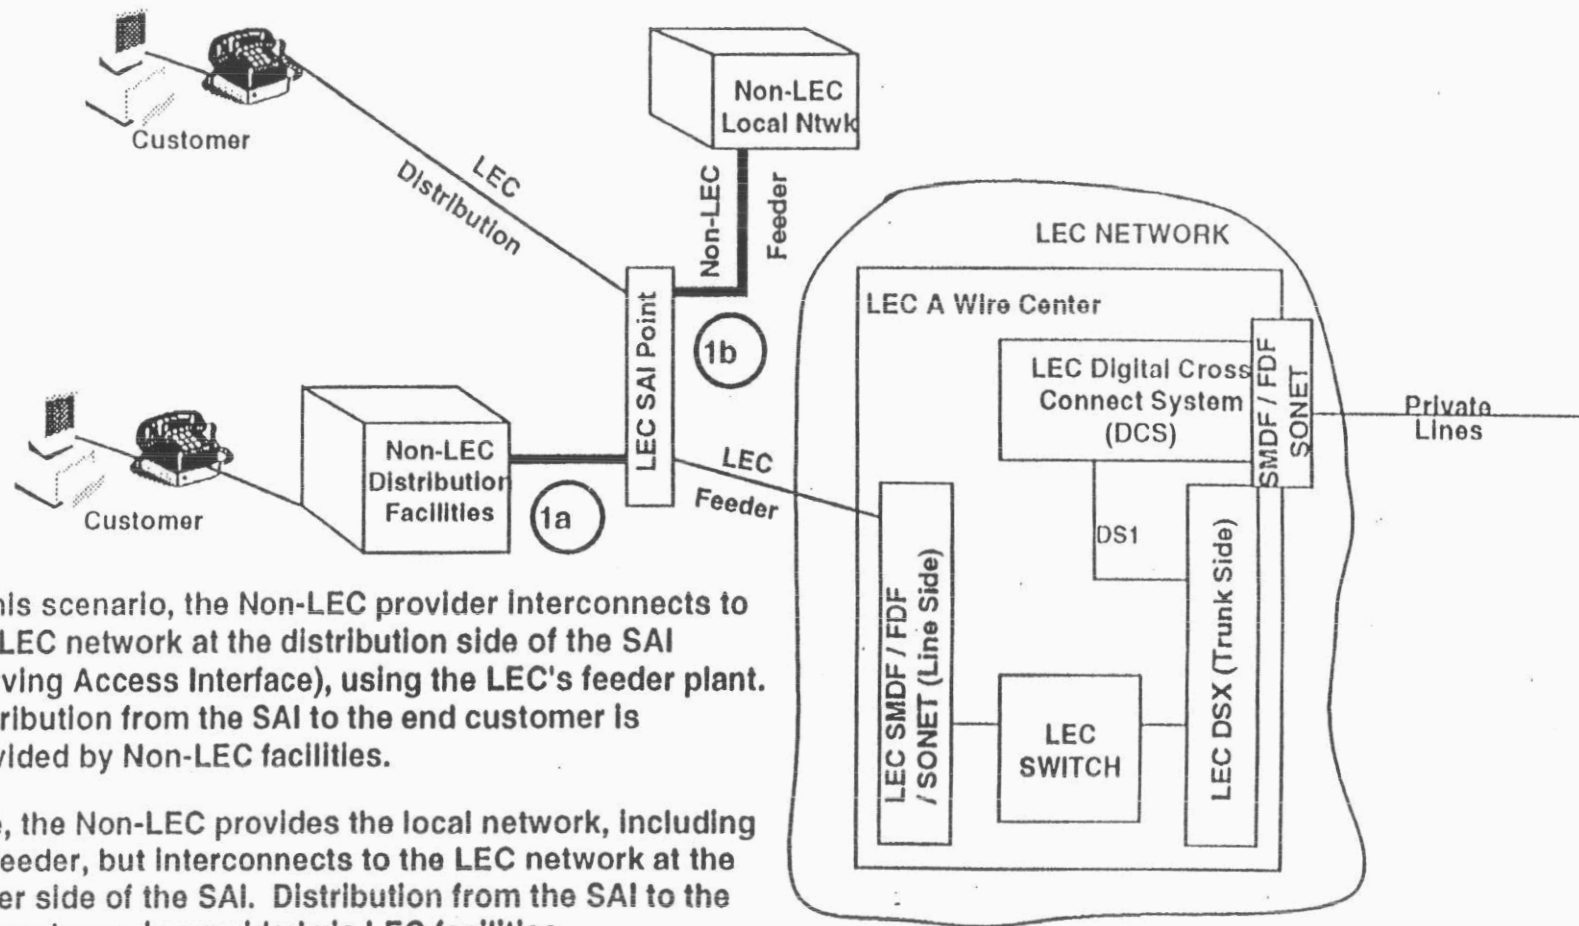 Customer
LEC
Distribution
Non-LEC
Local Ntwk
Non-LEC
Feeder
LEC SAI Point
1b
Customer
Non-LEC
Distribution
Facilities
1a
LEC
Feeder
LEC NETWORK
LEC A Wire Center
LEC Digital Cross
Connect System
(DCS)
SMDF / FDF
SONET
Private
Lines
DS1
LEC SMDF / FDF
/ SONET (Line Side)
LEC
SWITCH
LEC DSX (Trunk Side)
his scenario, the Non-LEC provider interconnects to
LEC network at the distribution side of the SAI
ving Access Interface), using the LEC's feeder plant.
tribution from the SAI to the end customer is
vided by Non-LEC facilities.
e, the Non-LEC provides the local network, including
eeder, but interconnects to the LEC network at the
er side of the SAI. Distribution from the SAI to the
LEC facilities